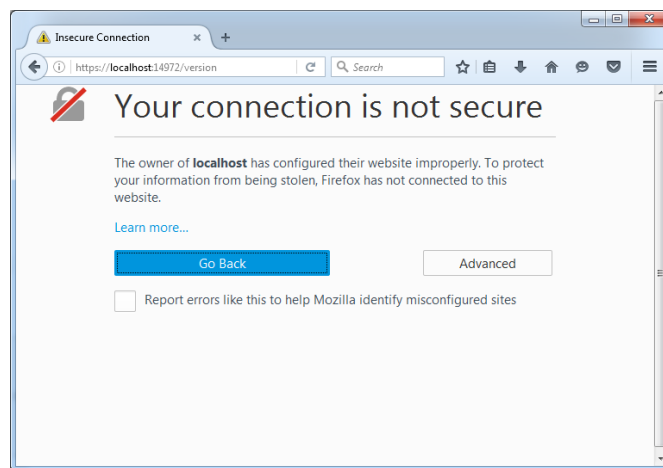 Insecure Connection
https://localhost:14972/version
Search
Your connection is not secure
The owner of localhost has configured their website improperly. To protect
your information from being stolen, Firefox has not connected to this
website.
Learn more...
Go Back
Advanced
Report errors like this to help Mozilla identify misconfigured sites